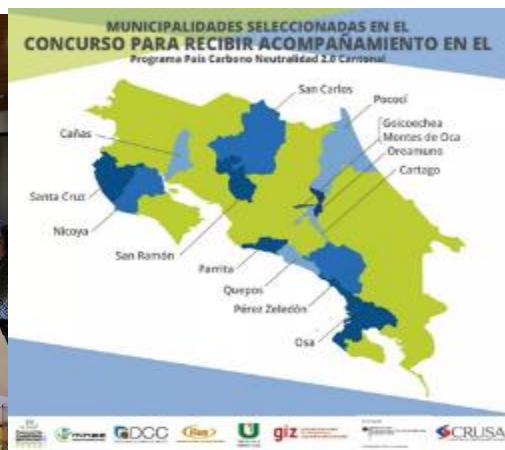 MUNICIPALIDADES SELECCIONADAS EN EL
CONCURSO PARA RECIBIR ACOMPAÑAMIENTO EN EL
Programa País Carbono Neutralidad 2.0 Cantonal
San Carlos
Pococí
Cañas
Goicoechea
Montes de Oca
Oreamuno
Cartago
Santa Cruz
Nicoya
San Ramón
Parrita
Quepos
Pérez Zeledón
Osa
minae
DCC
giz
CRUSA